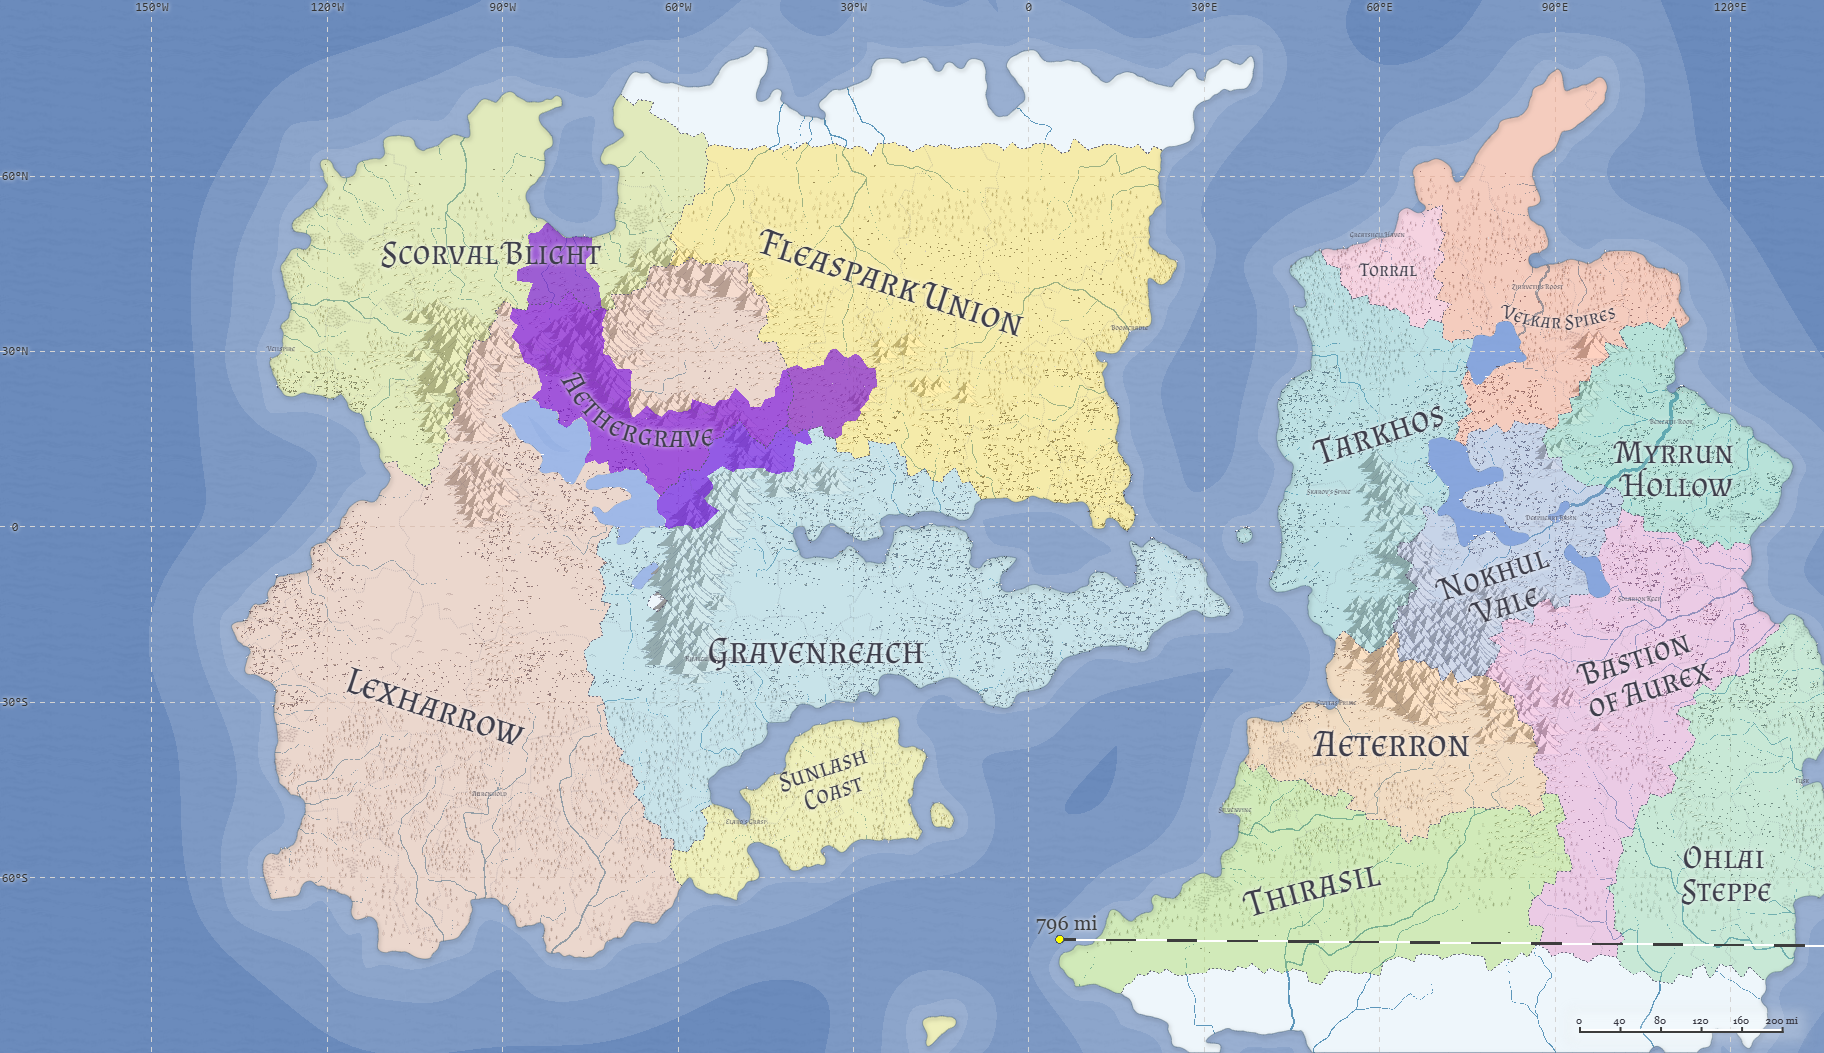 150°W
120°W
90°W
60°W
30°W
0
30°E
60°E
90°E
120°E
60°N
30°N
0
30°S
60°S
Scorval Blight
Fleaspark Union
Aethergrave
Lexharrow
Gravenreach
Sunlash
Coast
Torral
Velkar Spires
Tarkhos
Myrrun
Hollow
Nokhul
Vale
Bastion
of Aurex
Aeterron
Thirasil
Ohlai
Steppe
796 mi
0 40 80 120 160 200 mi